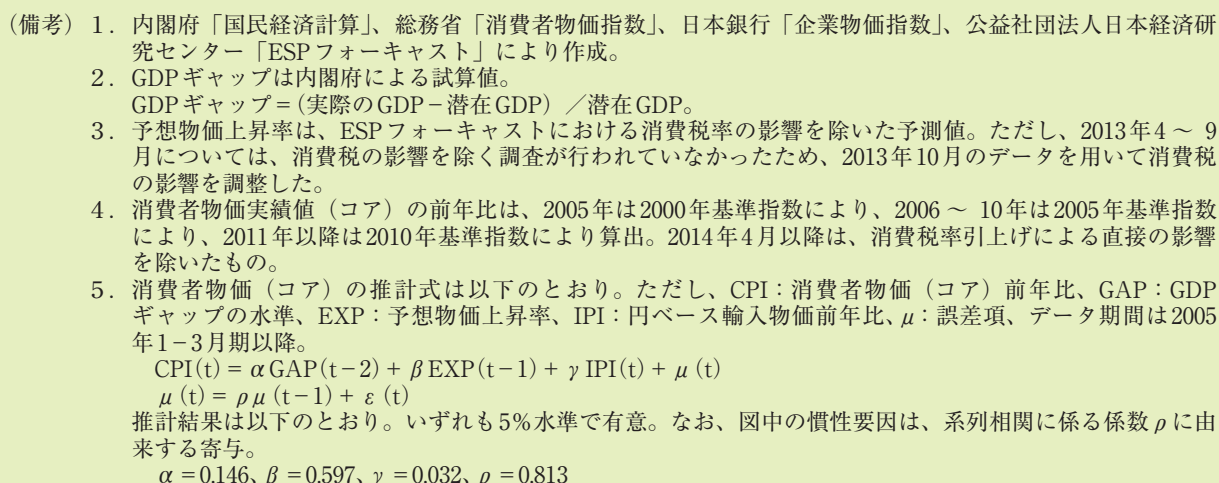 (備考) 1. 内閣府「国民経済計算」、総務省「消費者物価指数」、日本銀行「企業物価指数」、公益社団法人日本経済研
究センター「ESPフォーキャスト」により作成。
2. GDPギャップは内閣府による試算値。
GDPギャップ=(実際のGDP−潜在GDP)/潜在GDP。
3. 予想物価上昇率は、ESPフォーキャストにおける消費税率の影響を除いた予測値。ただし、2013年4〜9
月については、消費税の影響を除く調査が行われていなかったため、2013年10月のデータを用いて消費税
の影響を調整した。
4. 消費者物価実績値(コア)の前年比は、2005年は2000年基準指数により、2006〜10年は2005年基準指数
により、2011年以降は2010年基準指数により算出。2014年4月以降は、消費税率引上げによる直接の影響
を除いたもの。
5. 消費者物価(コア)の推計式は以下のとおり。ただし、CPI:消費者物価(コア)前年比、GAP:GDP
ギャップの水準、EXP:予想物価上昇率、IPI:円ベース輸入物価前年比、μ:誤差項、データ期間は2005
年1−3月期以降。
CPI(t) = αGAP(t−2) + βEXP(t−1) + γIPI(t) + μ(t)
μ(t) = ρμ(t−1) + ε(t)
推計結果は以下のとおり。いずれも5%水準で有意。なお、図中の慣性要因は、系列相関に係る係数ρに由
来する寄与。
α=0.146、β=0.597、γ=0.032、ρ=0.813